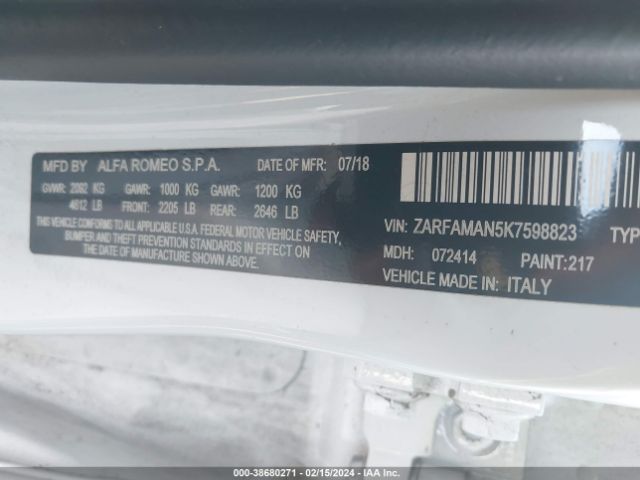 MFD BY ALFA ROMEO S.P.A. DATE OF MFR: 07/18
GVWR: 2092 KG GAWR: 1000 KG GAWR: 1200 KG
4612 LB FRONT: 2205 LB REAR: 2646 LB
THIS VEHICLE CONFORMS TO ALL APPLICABLE U.S.A. FEDERAL MOTOR VEHICLE SAFETY,
BUMPER AND THEFT PREVENTION STANDARDS IN EFFECT
ON THE DATE OF MANUFACTURE SHOWN ABOVE.
VIN: ZARFAMAN5K7598823 TYP
MDH: 072414 PAINT:217
VEHICLE MADE IN: ITALY
000-38680271 - 02/15/2024 - IAA Inc.